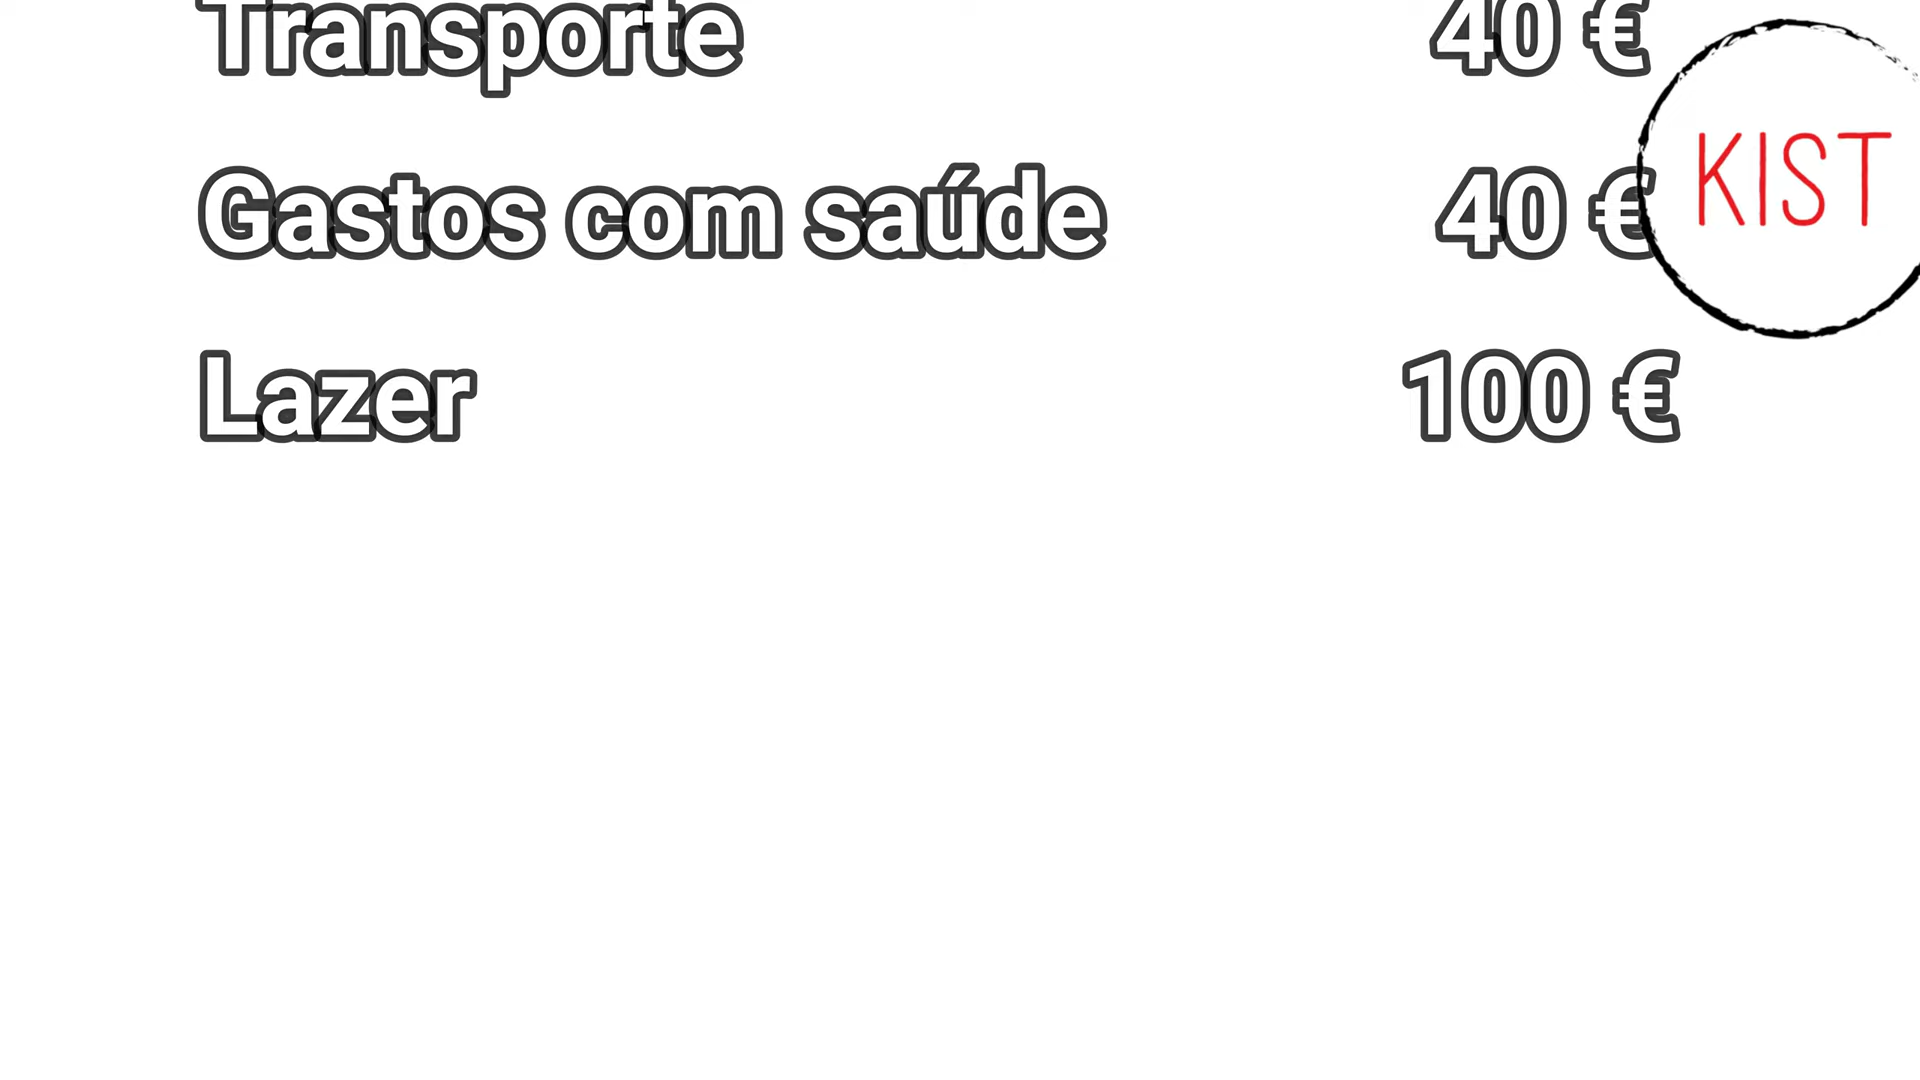 Transporte 40 €
Gastos com saúde 40 €
KIST
Lazer 100 €